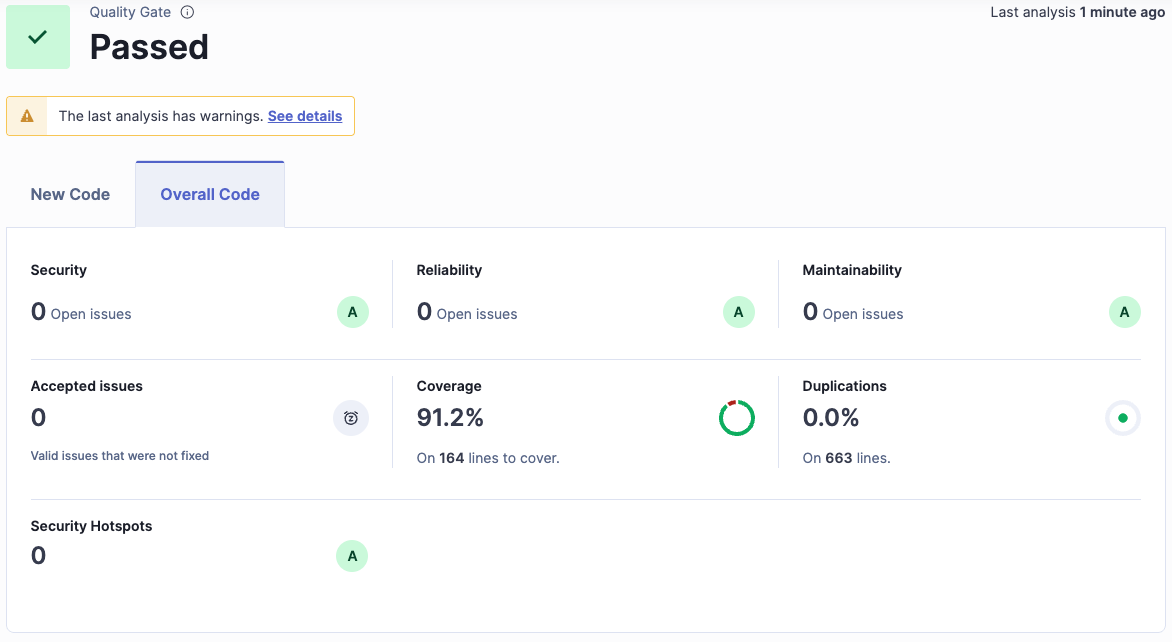 Quality Gate
Last analysis 1 minute ago
Passed
The last analysis has warnings. See details
New Code
Overall Code
Security
Reliability
Maintainability
0 Open issues
A
0 Open issues
A
0 Open issues
A
Accepted issues
Coverage
Duplications
0
91.2%
0.0%
Valid issues that were not fixed
On 164 lines to cover.
On 663 lines.
Security Hotspots
0
A